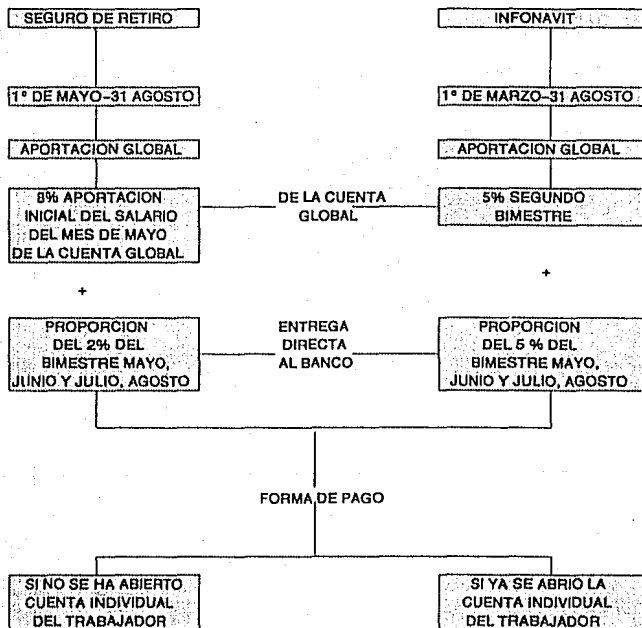 SEGURO DE RETIRO
INFONAVIT
1° DE MAYO-31 AGOSTO
1° DE MARZO-31 AGOSTO
APORTACION GLOBAL
APORTACION GLOBAL
8% APORTACION
INICIAL DEL SALARIO
DEL MES DE MAYO
DE LA CUENTA GLOBAL
DE LA CUENTA
GLOBAL
5% SEGUNDO
BIMESTRE
+
+
PROPORCION
DEL 2% DEL
BIMESTRE MAYO,
JUNIO Y JULIO, AGOSTO
ENTREGA
DIRECTA
AL BANCO
PROPORCION
DEL 5 % DEL
BIMESTRE MAYO,
JUNIO Y JULIO, AGOSTO
FORMA DE PAGO
SI NO SE HA ABIERTO
CUENTA INDIVIDUAL
DEL TRABAJADOR
SI YA SE ABRIO LA
CUENTA INDIVIDUAL
DEL TRABAJADOR